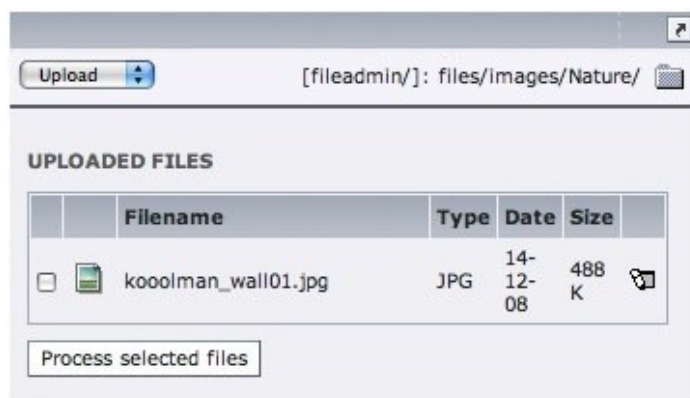 Upload [fileadmin/]: files/images/Nature/
UPLOADED FILES
Filename Type Date Size
kooolman_wall01.jpg JPG 14-12-08 488 K
Process selected files